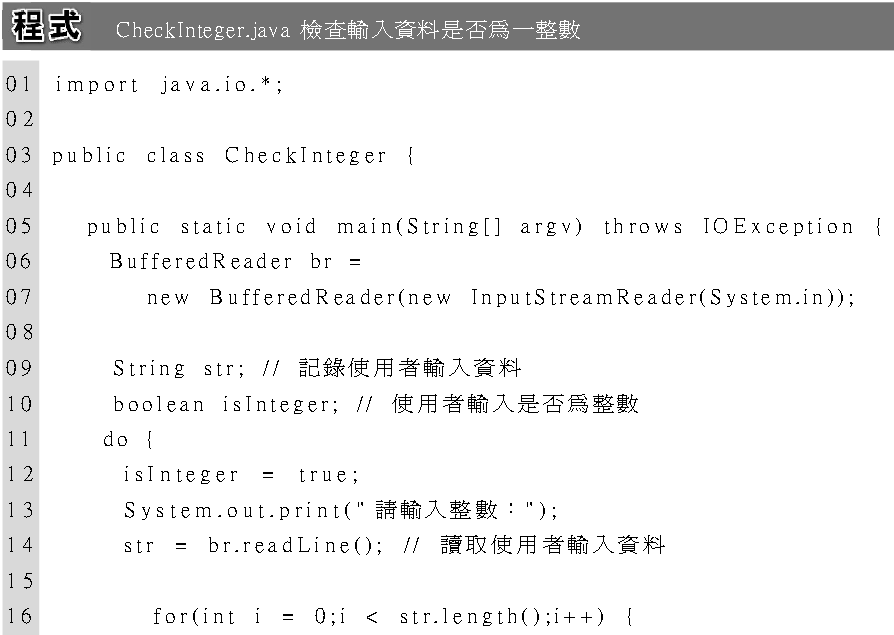 程式 CheckInteger.java 檢查輸入資料是否為一整數
01 import java.io.*;
02
03 public class CheckInteger {
04
05 public static void main(String[] argv) throws IOException {
06 BufferedReader br =
07 new BufferedReader(new InputStreamReader(System.in));
08
09 String str; // 記錄使用者輸入資料
10 boolean isInteger; // 使用者輸入是否為整數
11 do {
12 isInteger = true;
13 System.out.print("請輸入整數：");
14 str = br.readLine(); // 讀取使用者輸入資料
15
16 for(int i = 0;i < str.length();i++) {